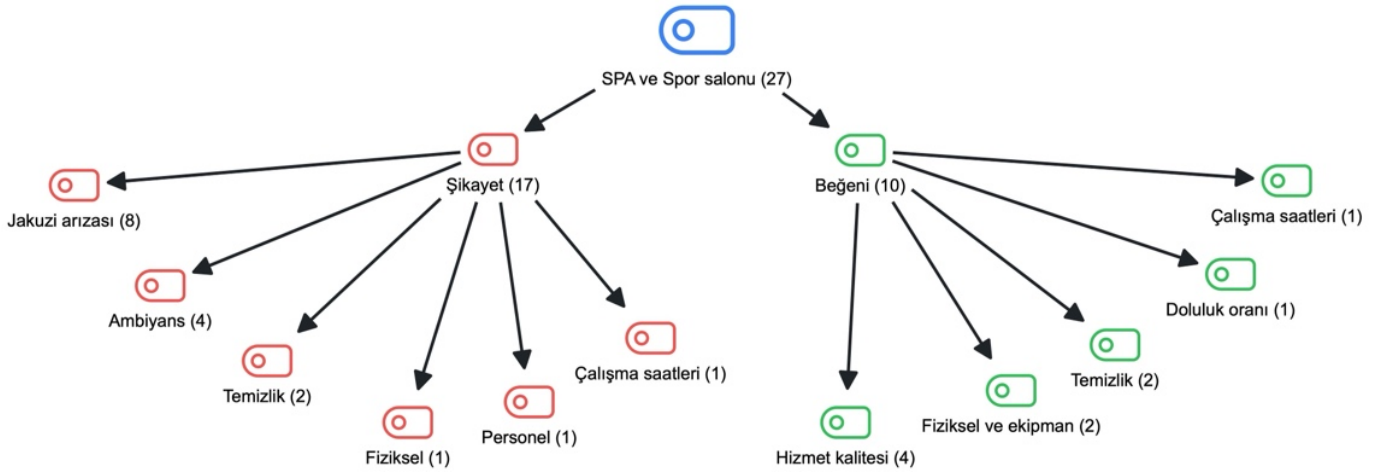 SPA ve Spor salonu (27)
Şikayet (17)
Beğeni (10)
Jakuzi arızası (8)
Ambiyans (4)
Temizlik (2)
Fiziksel (1)
Personel (1)
Çalışma saatleri (1)
Hizmet kalitesi (4)
Fiziksel ve ekipman (2)
Temizlik (2)
Doluluk oranı (1)
Çalışma saatleri (1)